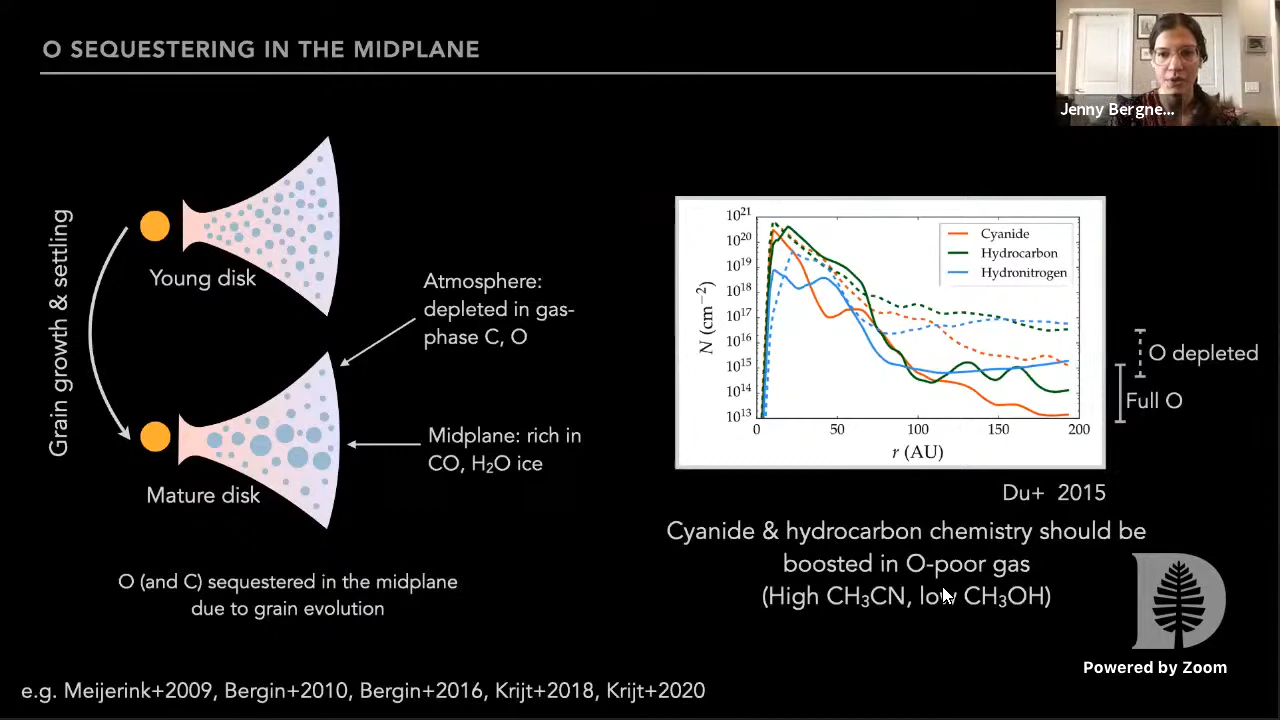 O SEQUESTERING IN THE MIDPLANE
Jenny Bergne...
Grain growth & settling
Young disk
Mature disk
Atmosphere:
depleted in gas-
phase C, O
Midplane: rich in
CO, H₂O ice
O (and C) sequestered in the midplane
due to grain evolution
N (cm⁻²)
10²¹
10²⁰
10¹⁹
10¹⁸
10¹⁷
10¹⁶
10¹⁵
10¹⁴
10¹³
0 50 100 150 200
r (AU)
Cyanide
Hydrocarbon
Hydronitrogen
O depleted
Full O
Du+ 2015
Cyanide & hydrocarbon chemistry should be
boosted in O-poor gas
(High CH₃CN, low CH₃OH)
Powered by Zoom
e.g. Meijerink+2009, Bergin+2010, Bergin+2016, Krijt+2018, Krijt+2020